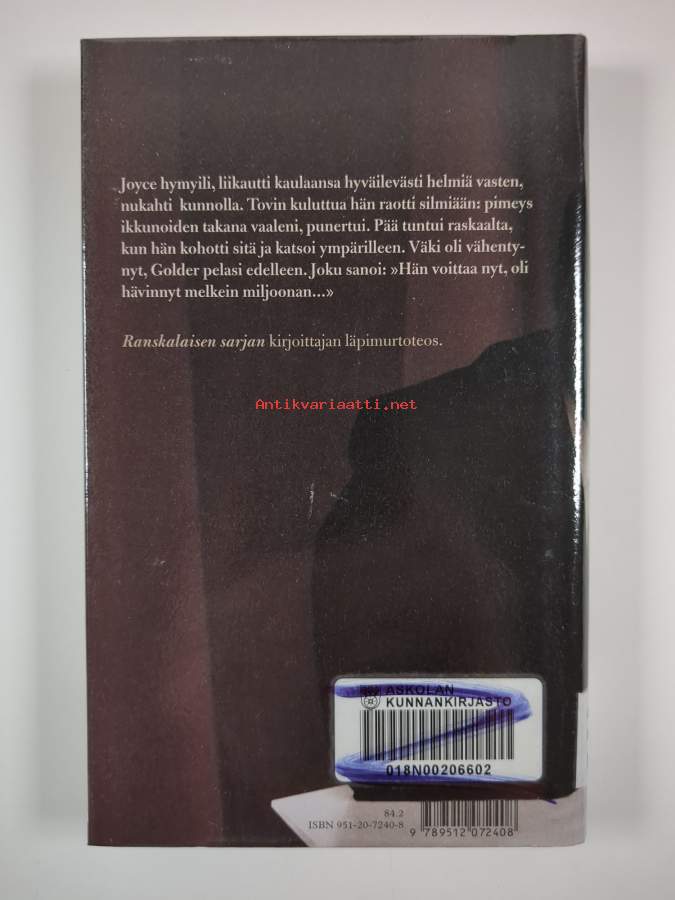 Joyce hymyili, liikautti kaulaansa hyväilevästi helmiä vasten,
nukahti kunnolla. Tovin kuluttua hän raotti silmiään: pimeys
ikkunoiden takana vaaleni, punertui. Pää tuntui raskaalta,
kun hän kohotti sitä ja katsoi ympärilleen. Väki oli vähenty-
nyt, Golder pelasi edelleen. Joku sanoi: »Hän voittaa nyt, oli
hävinnyt melkein miljoonan...»
Ranskalaisen sarjan kirjoittajan läpimurtoteos.
Antikvariaatti.net
ASKOLAN
KUNNANKIRJASTO
018N00206602
84.2
ISBN 951-20-7240-8
9 789512 072408